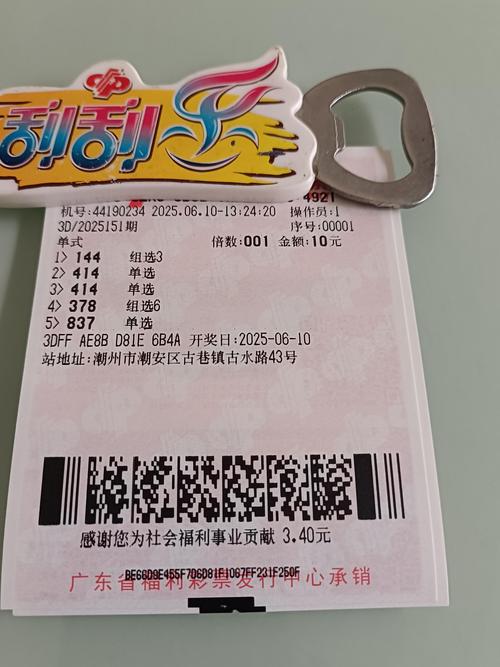 刮刮乐
4921
机号:44190234 2025.06.10-13:24:20 操作员:1
3D/2025151期 序号:00001
单式 倍数:001 金额:10元
1> 144 组选3
2> 414 单选
3> 414 单选
4> 378 组选6
5> 837 单选
3DFF AE8B D81E 6B4A 开奖日:2025-06-10
站地址:潮州市潮安区古巷镇古水路43号
感谢您为社会福利事业贡献 3.40元
广东省福利彩票发行中心承销